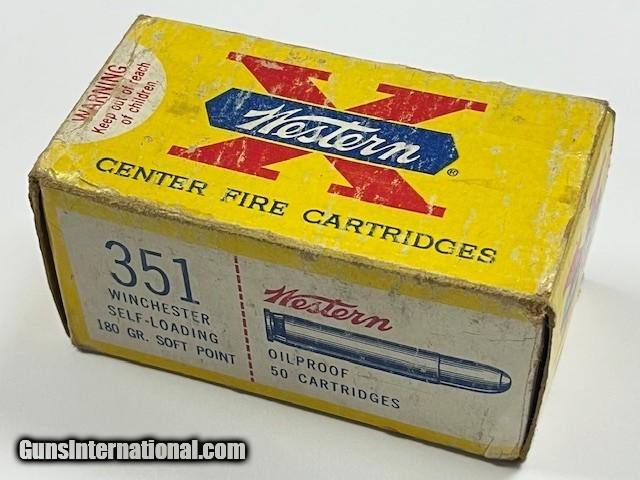 WARNING
Keep out of reach
of children.
X
Western
®
CENTER FIRE CARTRIDGES
351
WINCHESTER
SELF-LOADING
180 GR. SOFT POINT
Western
OILPROOF
50 CARTRIDGES
GunsInternational.com